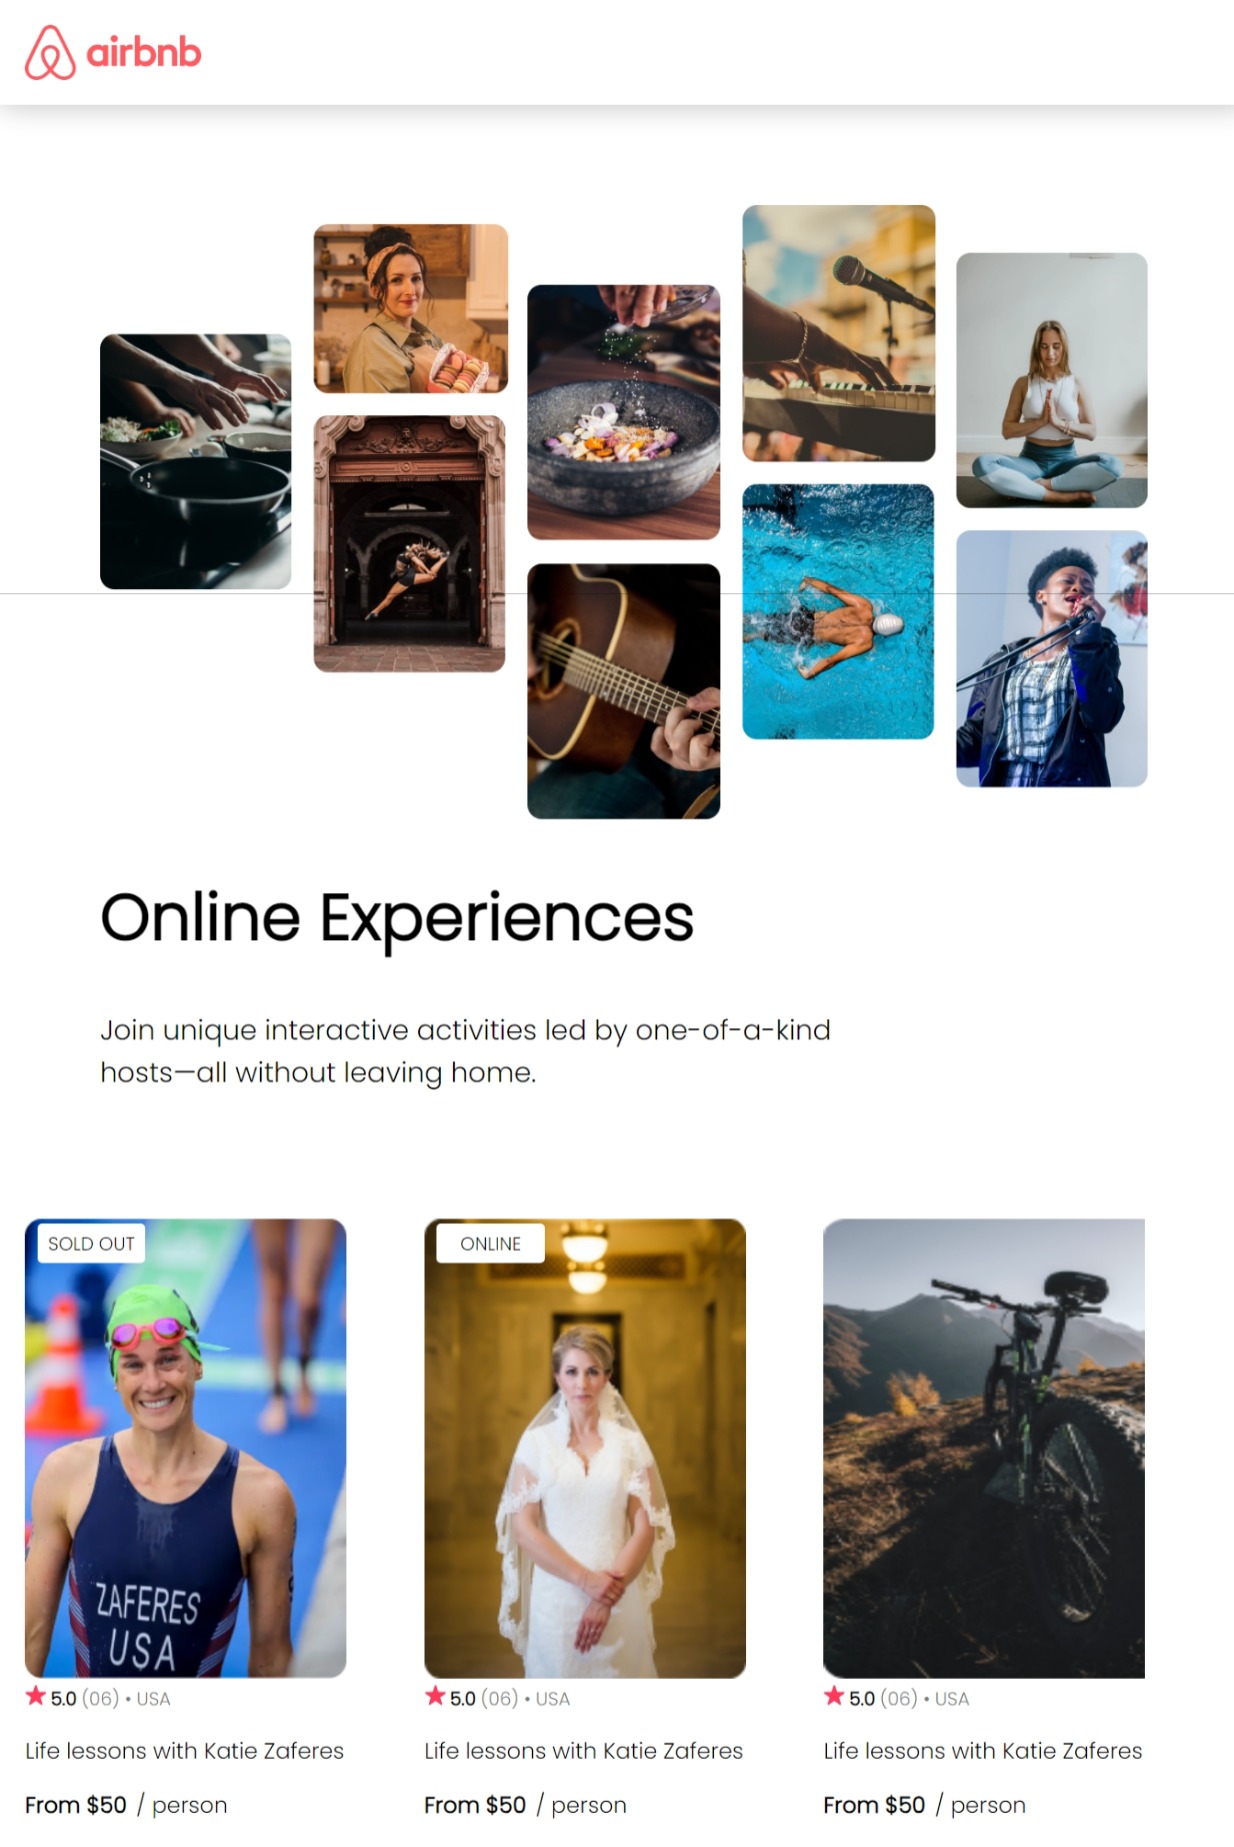 airbnb
Online Experiences
Join unique interactive activities led by one-of-a-kind
hosts—all without leaving home.
SOLD OUT
ZAFERES
USA
5.0 (06) • USA
Life lessons with Katie Zaferes
From $50 / person
ONLINE
5.0 (06) • USA
Life lessons with Katie Zaferes
From $50 / person
5.0 (06) • USA
Life lessons with Katie Zaferes
From $50 / person